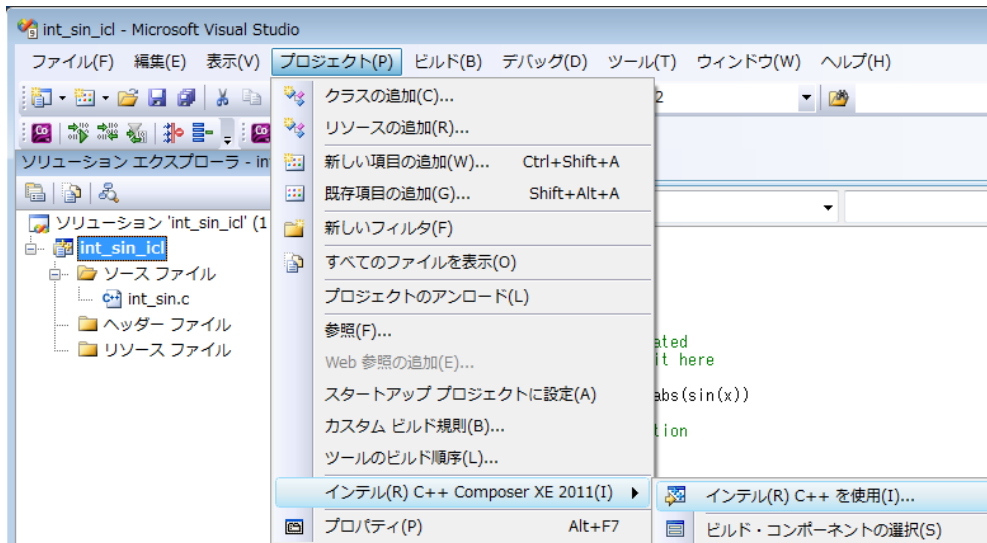 int_sin_icl - Microsoft Visual Studio
ファイル(F) 編集(E) 表示(V) プロジェクト(P) ビルド(B) デバッグ(D) ツール(T) ウィンドウ(W) ヘルプ(H)
クラスの追加(C)...
2
リソースの追加(R)...
ソリューション エクスプローラ - in
新しい項目の追加(W)... Ctrl+Shift+A
既存項目の追加(G)... Shift+Alt+A
ソリューション 'int_sin_icl' (1
新しいフィルタ(F)
int_sin_icl
すべてのファイルを表示(O)
ソース ファイル
int_sin.c
プロジェクトのアンロード(L)
ヘッダー ファイル
参照(F)...
ated
リソース ファイル
Web 参照の追加(E)...
it here
スタートアップ プロジェクトに設定(A)
abs(sin(x))
カスタム ビルド規則(B)...
tion
ツールのビルド順序(L)...
インテル(R) C++ Composer XE 2011(I)
インテル(R) C++ を使用(I)...
プロパティ(P) Alt+F7
ビルド・コンポーネントの選択(S)